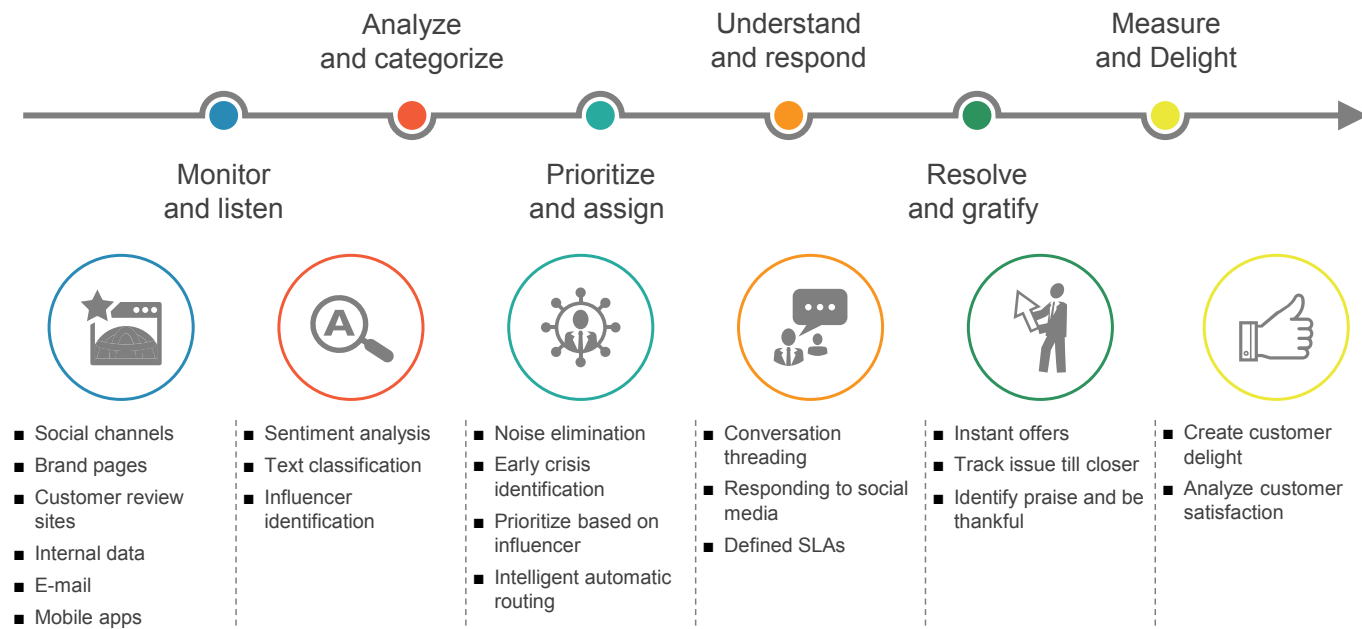 Analyze
and categorize
Understand
and respond
Measure
and Delight
Monitor
and listen
Prioritize
and assign
Resolve
and gratify
A
■ Social channels
■ Brand pages
■ Customer review
sites
■ Internal data
■ E-mail
■ Mobile apps
■ Sentiment analysis
■ Text classification
■ Influencer
identification
■ Noise elimination
■ Early crisis
identification
■ Prioritize based on
influencer
■ Intelligent automatic
routing
■ Conversation
threading
■ Responding to social
media
■ Defined SLAs
■ Instant offers
■ Track issue till closer
■ Identify praise and be
thankful
■ Create customer
delight
■ Analyze customer
satisfaction